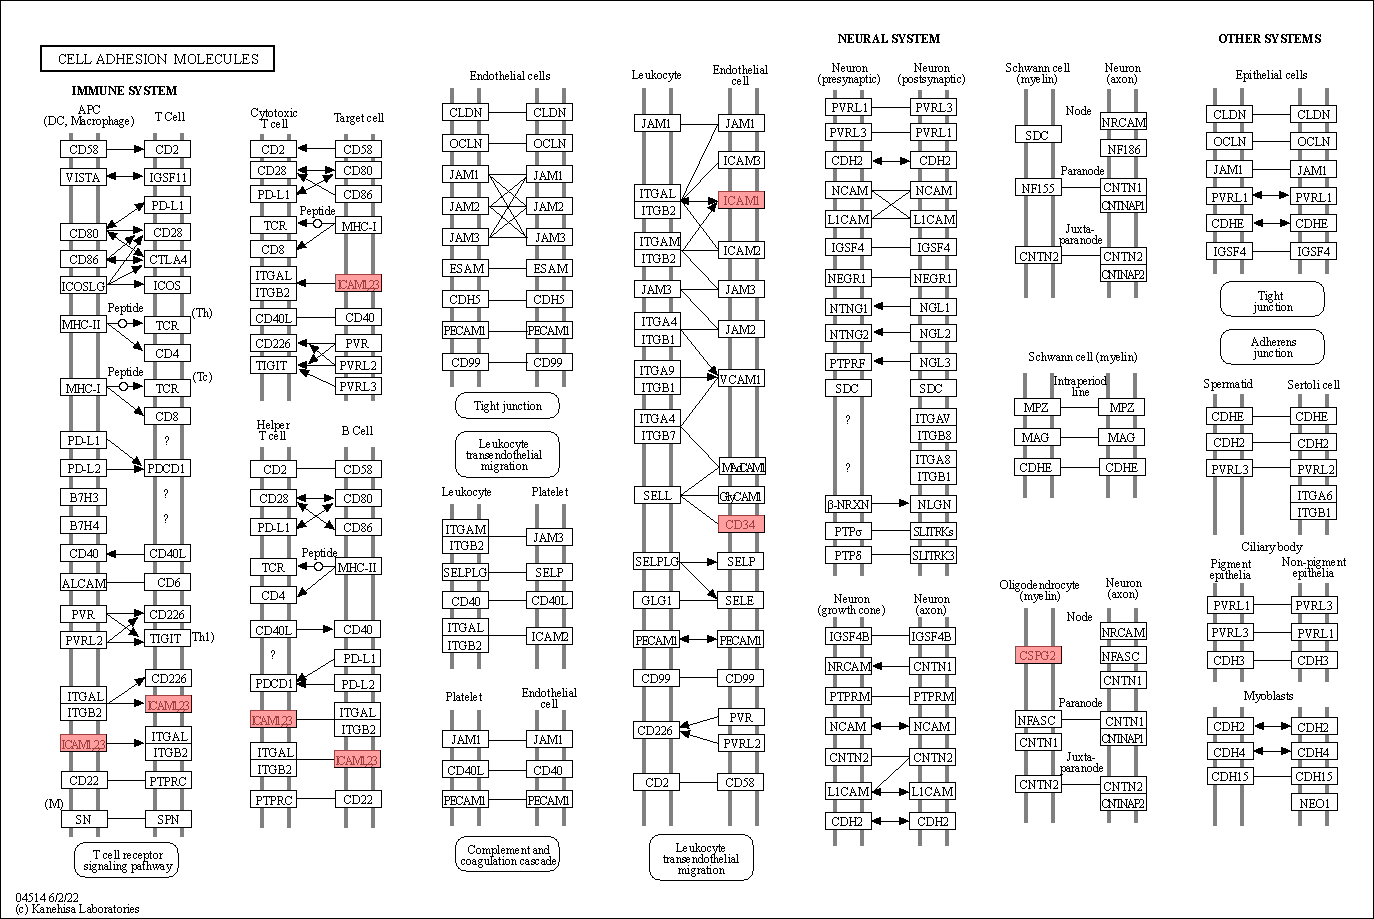 CELL ADHESION MOLECULES
IMMUNE SYSTEM
APC
(DC, Macrophage)
T Cell
CD58
CD2
VISTA
IGSF11
PD-L1
CD80
CD28
CD86
CTLA4
ICOSLG
ICOS
Peptide
(Th)
MHC-II
TCR
CD4
Peptide
(Tc)
MHC-I
TCR
CD8
PD-L1
?
PD-L2
PDCD1
B7H3
?
B7H4
?
CD40
CD40L
ALCAM
CD6
PVR
CD226
PVRL2
TIGIT
Th1)
CD226
ITGAL
ITGB2
ICAM1,23
ICAM1,23
ITGAL
ITGB2
CD22
PTPRC
(M)
SN
SPN
T cell receptor
signaling pathway
04514 6/2/22
(c) Kanehisa Laboratories
Cytotoxic
T cell
Target cell
CD2
CD58
CD28
CD80
PD-L1
CD86
Peptide
TCR
MHC-I
CD8
ITGAL
ITGB2
ICAM1,23
CD40L
CD40
CD226
PVR
TIGIT
PVRL2
PVRL3
Helper
T cell
B Cell
CD2
CD58
CD28
CD80
PD-L1
CD86
Peptide
TCR
MHC-II
CD4
CD40L
CD40
?
PD-L1
PDCD1
PD-L2
ICAM1,23
ITGAL
ITGB2
ITGAL
ITGB2
ICAM1,23
PTPRC
CD22
Endothelial cells
CLDN
CLDN
OCLN
OCLN
JAM1
JAM1
JAM2
JAM2
JAM3
JAM3
ESAM
ESAM
CDH5
CDH5
PECAM1
PECAM1
CD99
CD99
Tight junction
Leukocyte
transendothelial
migration
Leukocyte
Platelet
ITGAM
ITGB2
JAM3
SELPLG
SELP
CD40
CD40L
ITGAL
ITGB2
ICAM2
Platelet
Endothelial
cell
JAM1
JAM1
CD40L
CD40
PECAM1
PECAM1
Complement and
coagulation cascade
Leukocyte
Endothelial
cell
JAM1
JAM1
ICAM3
ITGAL
ITGB2
ICAM1
ITGAM
ITGB2
ICAM2
JAM3
JAM3
ITGA4
ITGB1
JAM2
ITGA9
ITGB1
VCAM1
ITGA4
ITGB7
MAdCAM1
SELL
GlyCAM1
CD34
SELPLG
SELP
GLG1
SELE
PECAM1
PECAM1
CD99
CD99
PVR
CD226
PVRL2
CD2
CD58
Leukocyte
transendothelial
migration
NEURAL SYSTEM
Neuron
(presynaptic)
Neuron
(postsynaptic)
PVRL1
PVRL3
PVRL3
PVRL1
CDH2
CDH2
NCAM
NCAM
L1CAM
L1CAM
IGSF4
IGSF4
NEGR1
NEGR1
NTNG1
NGL1
NTNG2
NGL2
PTPRF
NGL3
SDC
SDC
?
ITGAV
ITGB8
?
ITGA8
ITGB1
β-NRXN
NLGN
PTPσ
SLITRKs
PTPδ
SLITRK3
Neuron
(growth cone)
Neuron
(axon)
IGSF4B
IGSF4B
NRCAM
CNTN1
PTPRM
PTPRM
NCAM
NCAM
CNTN2
CNTN2
L1CAM
L1CAM
CDH2
CDH2
Schwann cell
(myelin)
Neuron
(axon)
Node
NRCAM
SDC
NF186
Paranode
NF155
CNTN1
CNTNAP1
Juxta-
paranode
CNTN2
CNTN2
CNTNAP2
Schwann cell (myelin)
Intraperiod
line
MPZ
MPZ
MAG
MAG
CDHE
CDHE
Oligodendrocyte
(myelin)
Neuron
(axon)
Node
NRCAM
CSPG2
NFASC
CNTN1
Paranode
NFASC
CNTN1
CNTN1
CNTNAP1
Juxta-
paranode
CNTN2
CNTN2
CNTNAP2
OTHER SYSTEMS
Epithelial cells
CLDN
CLDN
OCLN
OCLN
JAM1
JAM1
PVRL1
PVRL1
CDHE
CDHE
IGSF4
IGSF4
Tight
junction
Adherens
junction
Spermatid
Sertoli cell
CDHE
CDHE
CDH2
CDH2
PVRL3
PVRL2
ITGA6
ITGB1
Ciliary body
Pigment
epithelia
Non-pigment
epithelia
PVRL1
PVRL3
PVRL3
PVRL1
CDH3
CDH3
Myoblasts
CDH2
CDH2
CDH4
CDH4
CDH15
CDH15
NEO1